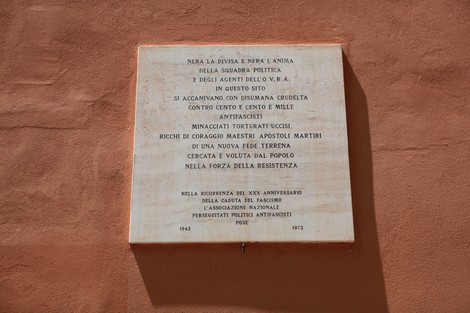 NERA LA DIVISA E NERA L ANIMA
DELLA SQUADRA POLITICA
E DEGLI AGENTI DELL'O.V.R.A.
IN QUESTO SITO
SI ACCANIVANO CON DISUMANA CRUDELTA
CONTRO CENTO E CENTO E MILLE
ANTIFASCISTI
MINACCIATI TORTURATI UCCISI
RICCHI DI CORAGGIO MAESTRI APOSTOLI MARTIRI
DI UNA NUOVA FEDE TERRENA
CERCATA E VOLUTA DAL POPOLO
NELLA FORZA DELLA RESISTENZA
NELLA RICORRENZA DEL XXX ANNIVERSARIO
DELLA CADUTA DEL FASCISMO
L'ASSOCIAZIONE NAZIONALE
PERSEGUITATI POLITICI ANTIFASCISTI
POSE
1943 1973